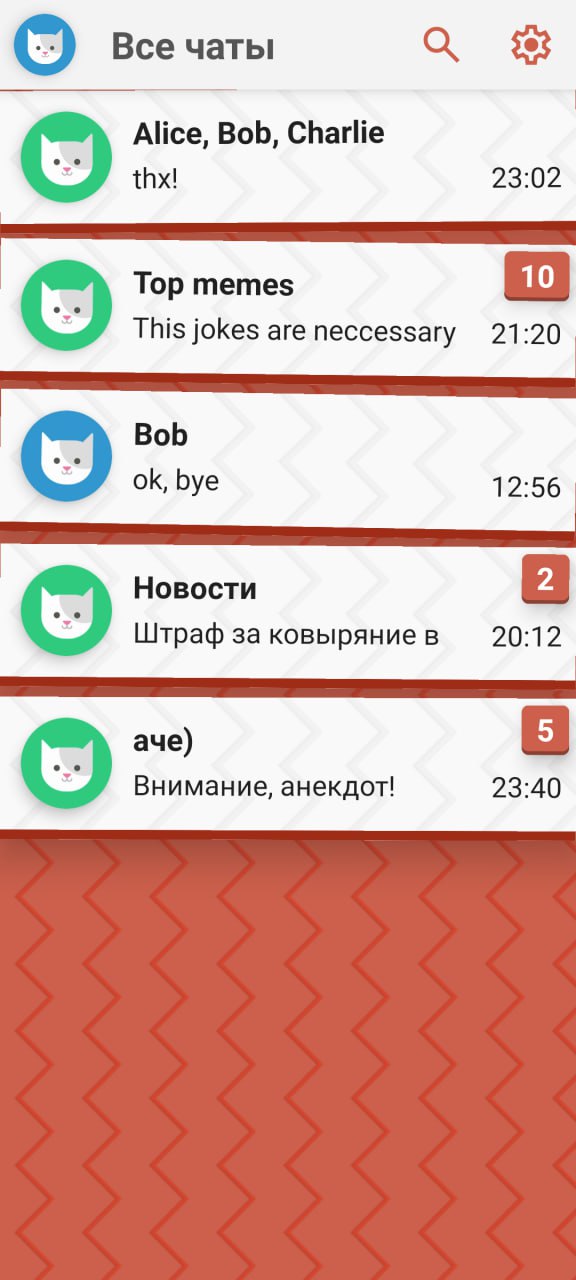 Все чаты
Alice, Bob, Charlie
thx!
23:02
Top memes
10
This jokes are neccessary
21:20
Bob
ok, bye
12:56
Новости
2
Штраф за ковыряние в
20:12
аче)
5
Внимание, анекдот!
23:40